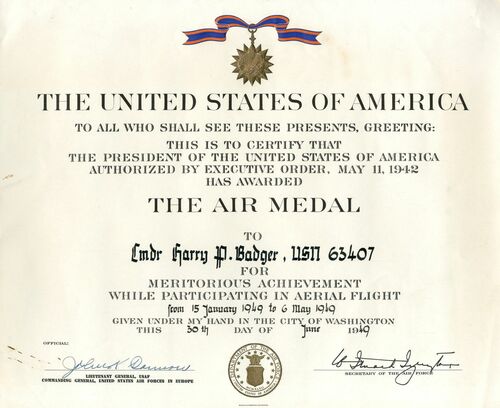 THE UNITED STATES OF AMERICA
TO ALL WHO SHALL SEE THESE PRESENTS, GREETING:
THIS IS TO CERTIFY THAT
THE PRESIDENT OF THE UNITED STATES OF AMERICA
AUTHORIZED BY EXECUTIVE ORDER, MAY 11, 1942
HAS AWARDED
THE AIR MEDAL
TO
Cmdr Harry P. Badger, USN 63407
FOR
MERITORIOUS ACHIEVEMENT
WHILE PARTICIPATING IN AERIAL FLIGHT
from 15 January 1949 to 6 May 1949
GIVEN UNDER MY HAND IN THE CITY OF WASHINGTON
THIS 30th DAY OF June 1949
OFFICIAL:
John K Cannon
W. Stuart Symington
LIEUTENANT GENERAL, USAF
COMMANDING GENERAL, UNITED STATES AIR FORCES IN EUROPE
SECRETARY OF THE AIR FORCE